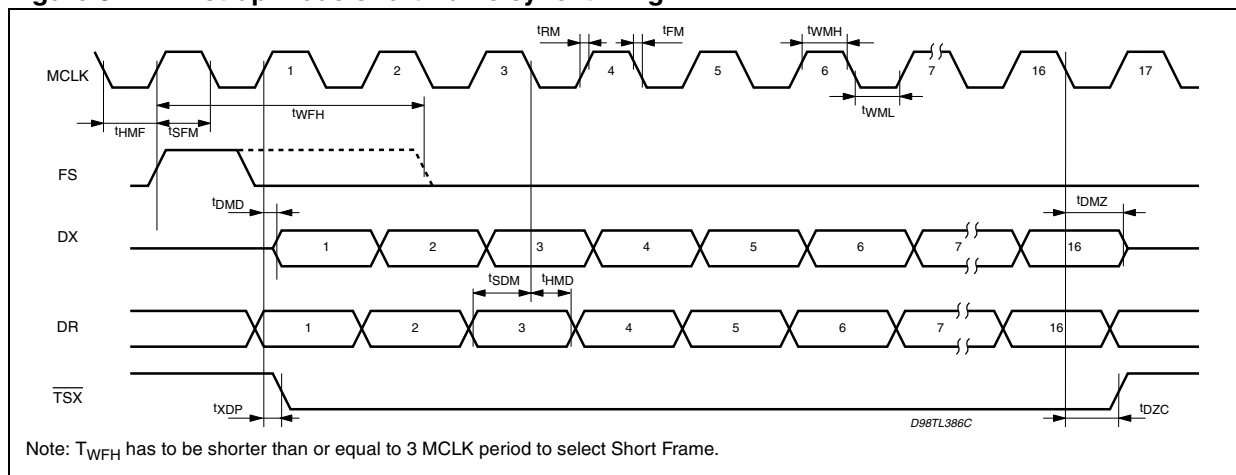 tRM tFM tWMH
MCLK 1 2 3 4 5 6 7 16 17
tWFH tWML
tHMF tSFM
FS
tDMD tDMZ
DX 1 2 3 4 5 6 7 16
tSDM tHMD
DR 1 2 3 4 5 6 7 16
TSX
tXDP tDZC
D98TL386C
Note: TWFH has to be shorter than or equal to 3 MCLK period to select Short Frame.